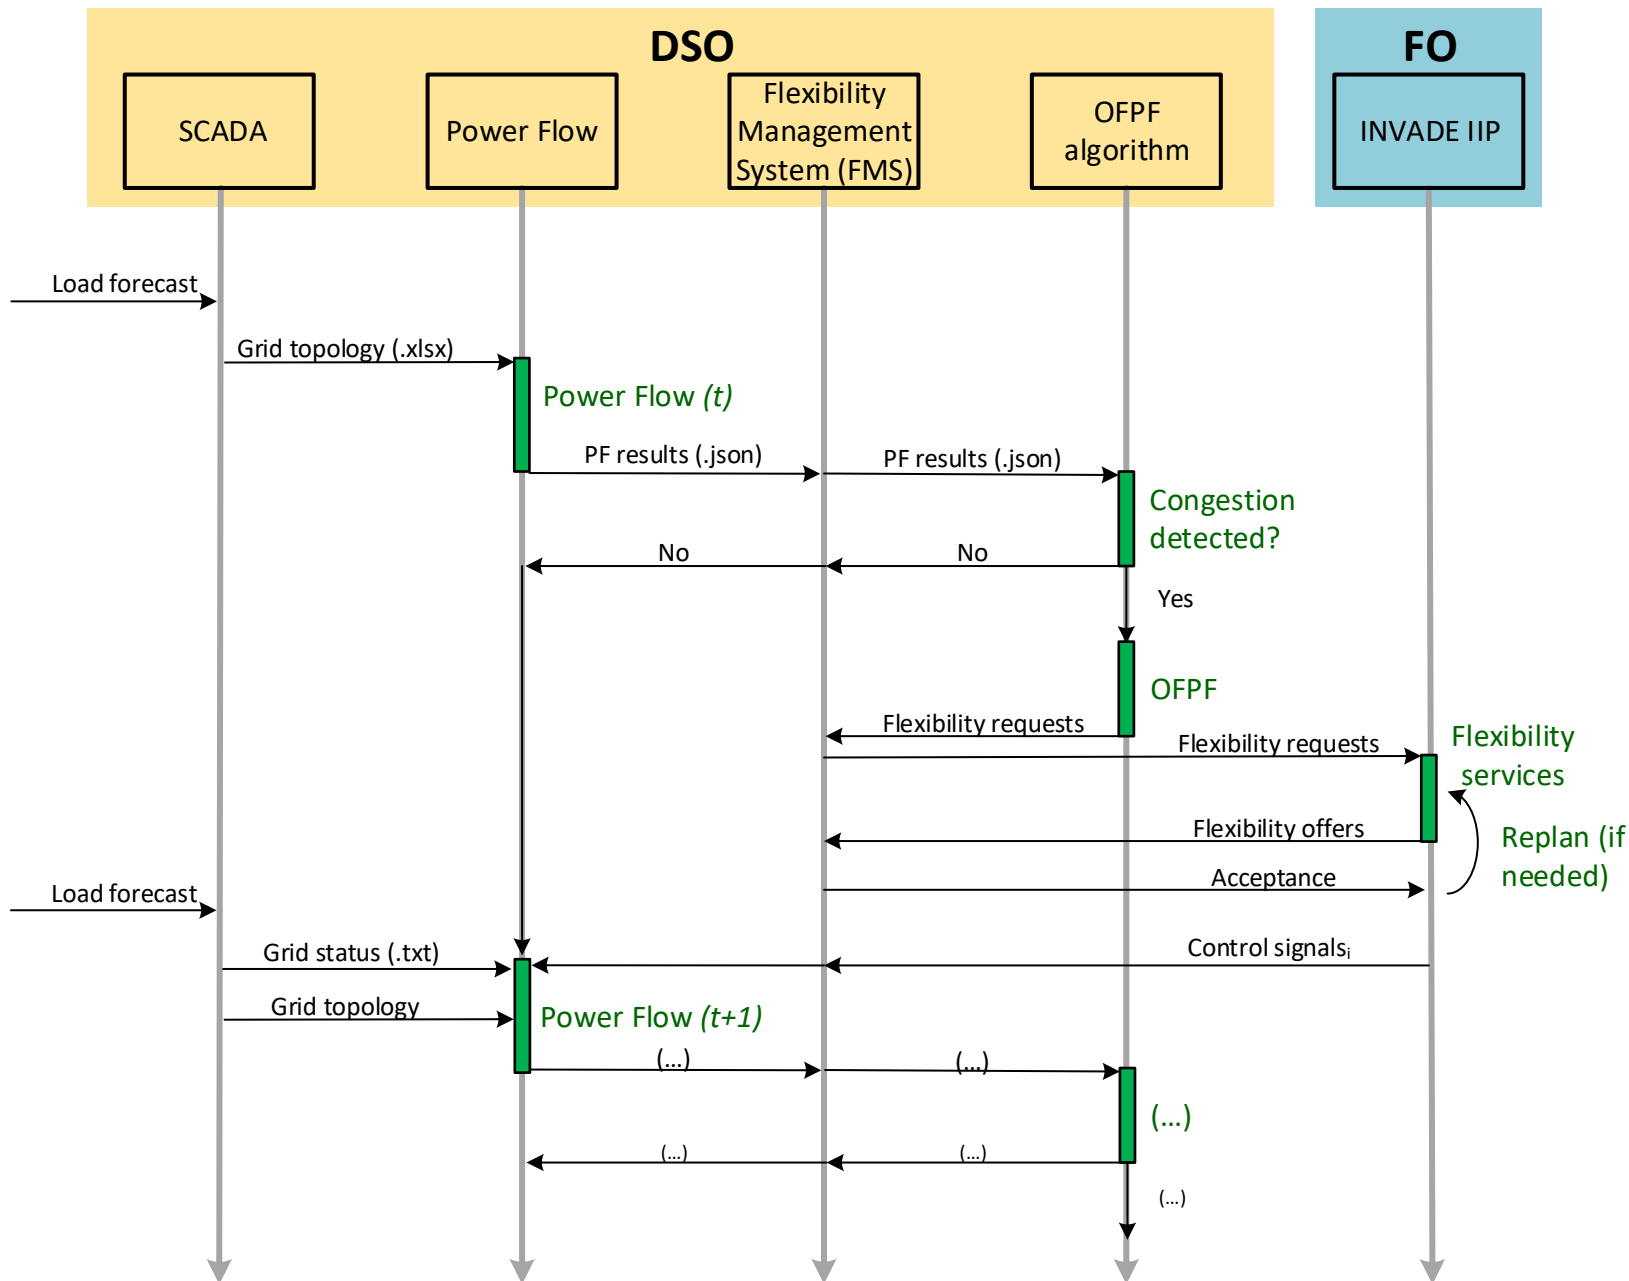 DSO
FO
SCADA
Power Flow
Flexibility
Management
System (FMS)
OFPF
algorithm
INVADE IIP
Load forecast
Grid topology (.xlsx)
Power Flow (t)
PF results (.json)
PF results (.json)
Congestion
detected?
No
No
Yes
OFPF
Flexibility requests
Flexibility requests
Flexibility
services
Flexibility offers
Replan (if
needed)
Acceptance
Load forecast
Grid status (.txt)
Control signalsᵢ
Grid topology
Power Flow (t+1)
(...)
(...)
(...)
(...)
(...)
(...)